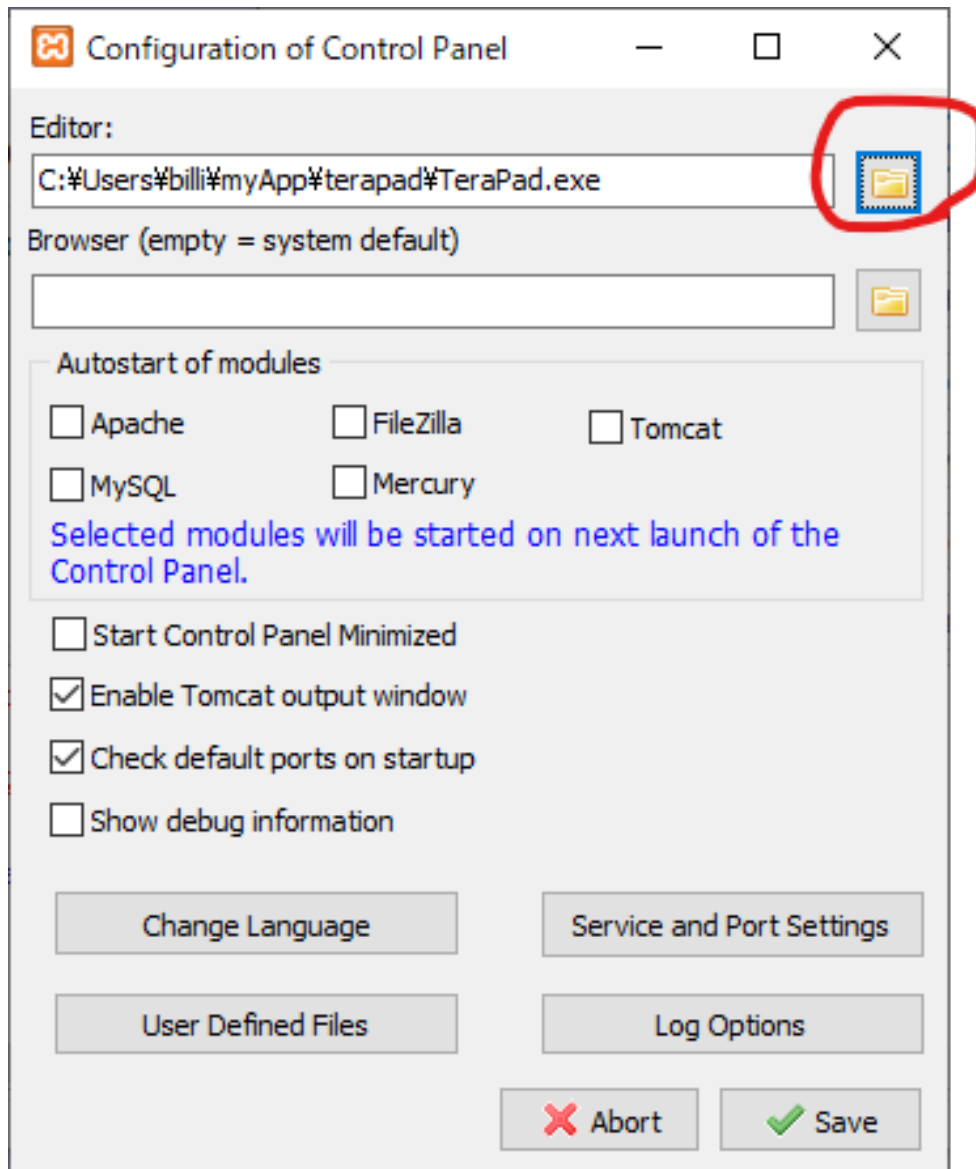 Configuration of Control Panel
Editor:
C:¥Users¥billi¥myApp¥terapad¥TeraPad.exe
Browser (empty = system default)
Autostart of modules
Apache
FileZilla
Tomcat
MySQL
Mercury
Selected modules will be started on next launch of the
Control Panel.
Start Control Panel Minimized
Enable Tomcat output window
Check default ports on startup
Show debug information
Change Language
Service and Port Settings
User Defined Files
Log Options
Abort
Save